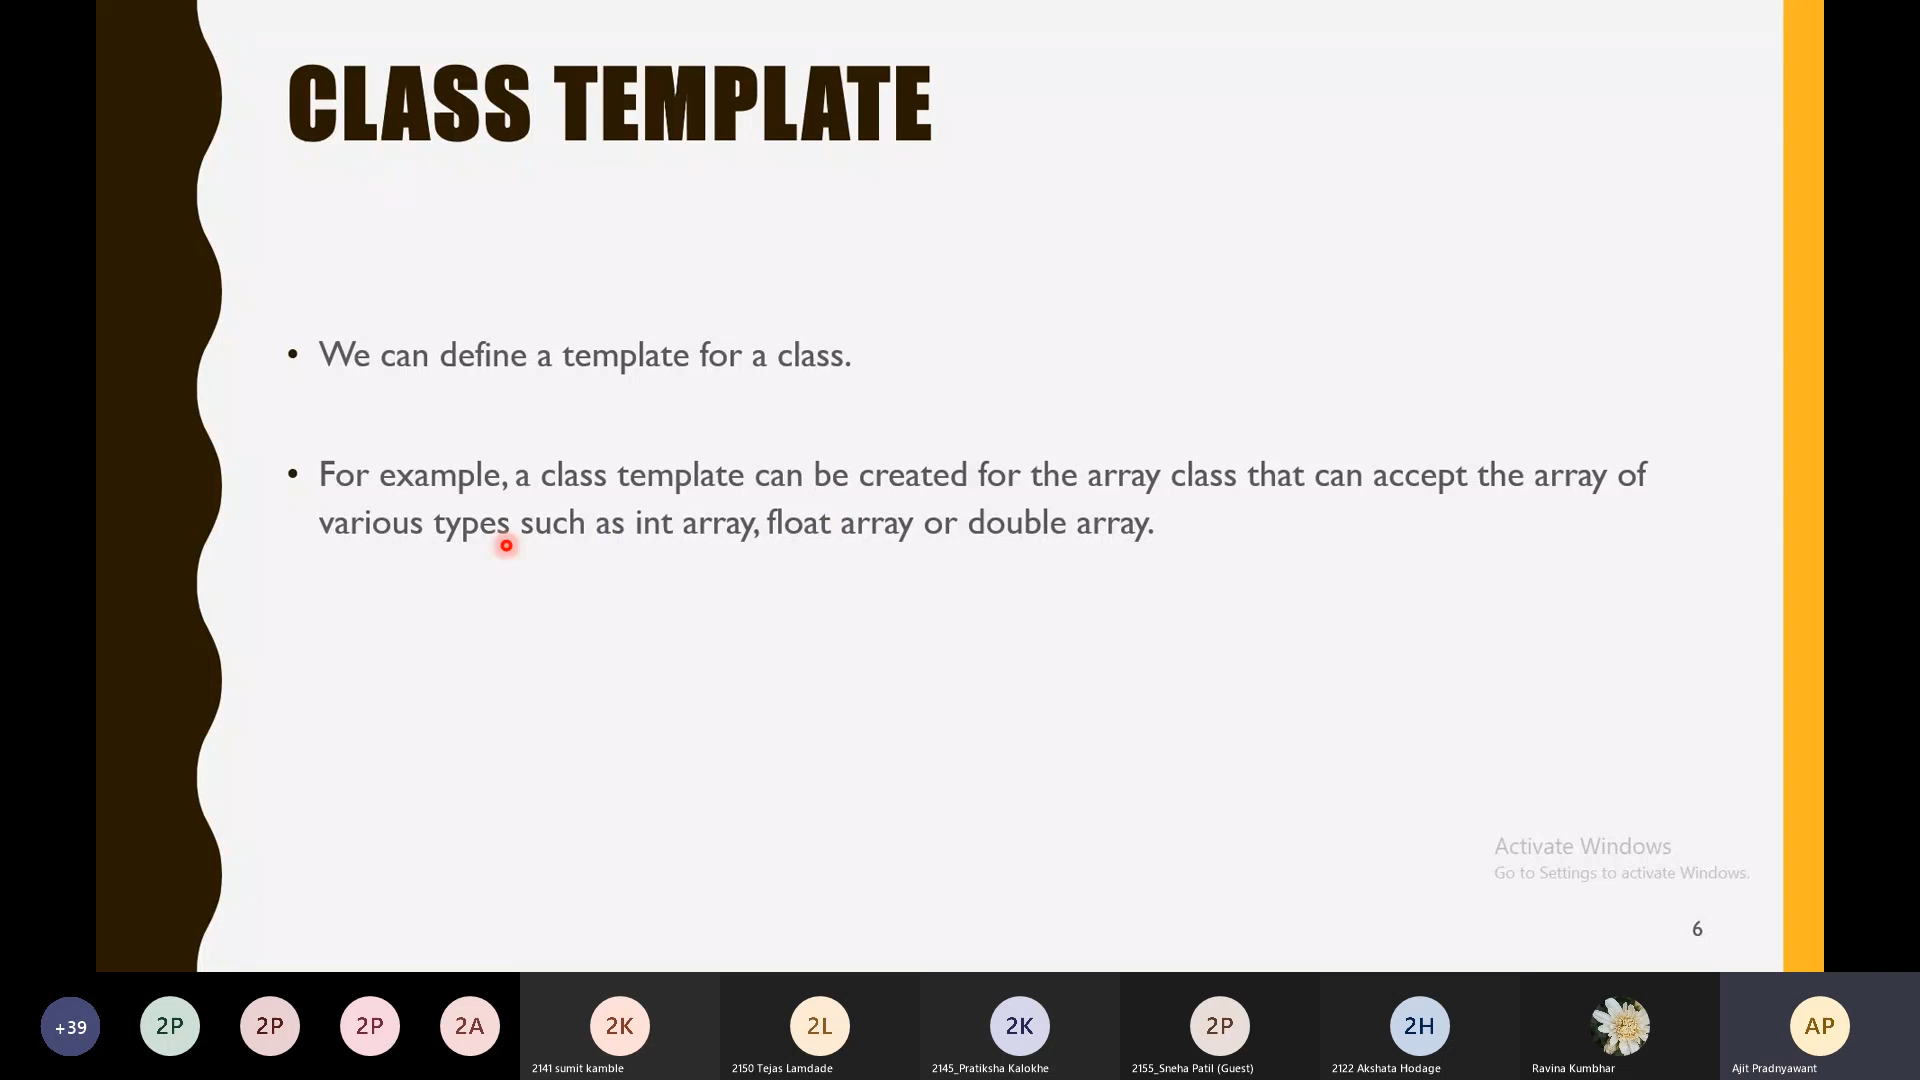 CLASS TEMPLATE
• We can define a template for a class.
• For example, a class template can be created for the array class that can accept the array of
various types such as int array, float array or double array.
Activate Windows
Go to Settings to activate Windows.
6
+39
2P
2P
2P
2A
2K
2L
2K
2P
2H
AP
2141 sumit kamble
2150 Tejas Lamdade
2145_Pratiksha Kalokhe
2155_Sneha Patil (Guest)
2122 Akshata Hodage
Ravina Kumbhar
Ajit Pradnyawant